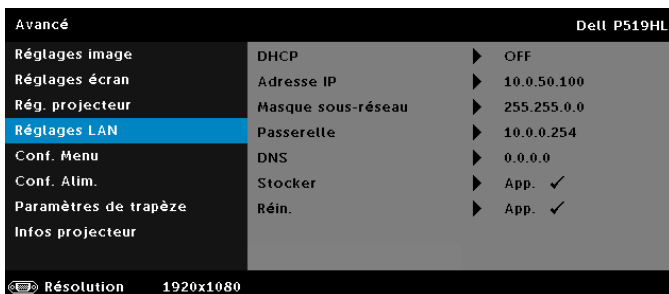 Avancé Dell P519HL
Réglages image
Réglages écran
Rég. projecteur
Réglages LAN
Conf. Menu
Conf. Alim.
Paramètres de trapèze
Infos projecteur
DHCP OFF
Adresse IP 10.0.50.100
Masque sous-réseau 255.255.0.0
Passerelle 10.0.0.254
DNS 0.0.0.0
Stocker App. ✓
Réin. App. ✓
Résolution 1920x1080